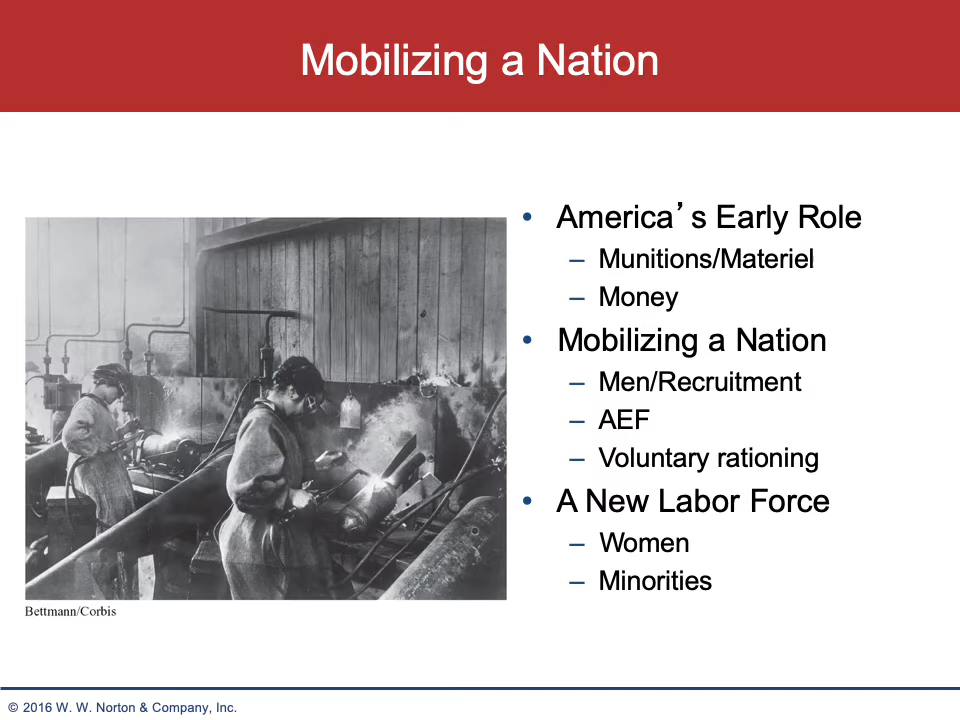 Mobilizing a Nation
• America’s Early Role
– Munitions/Materiel
– Money
• Mobilizing a Nation
– Men/Recruitment
– AEF
– Voluntary rationing
• A New Labor Force
– Women
– Minorities
Bettmann/Corbis
© 2016 W. W. Norton & Company, Inc.